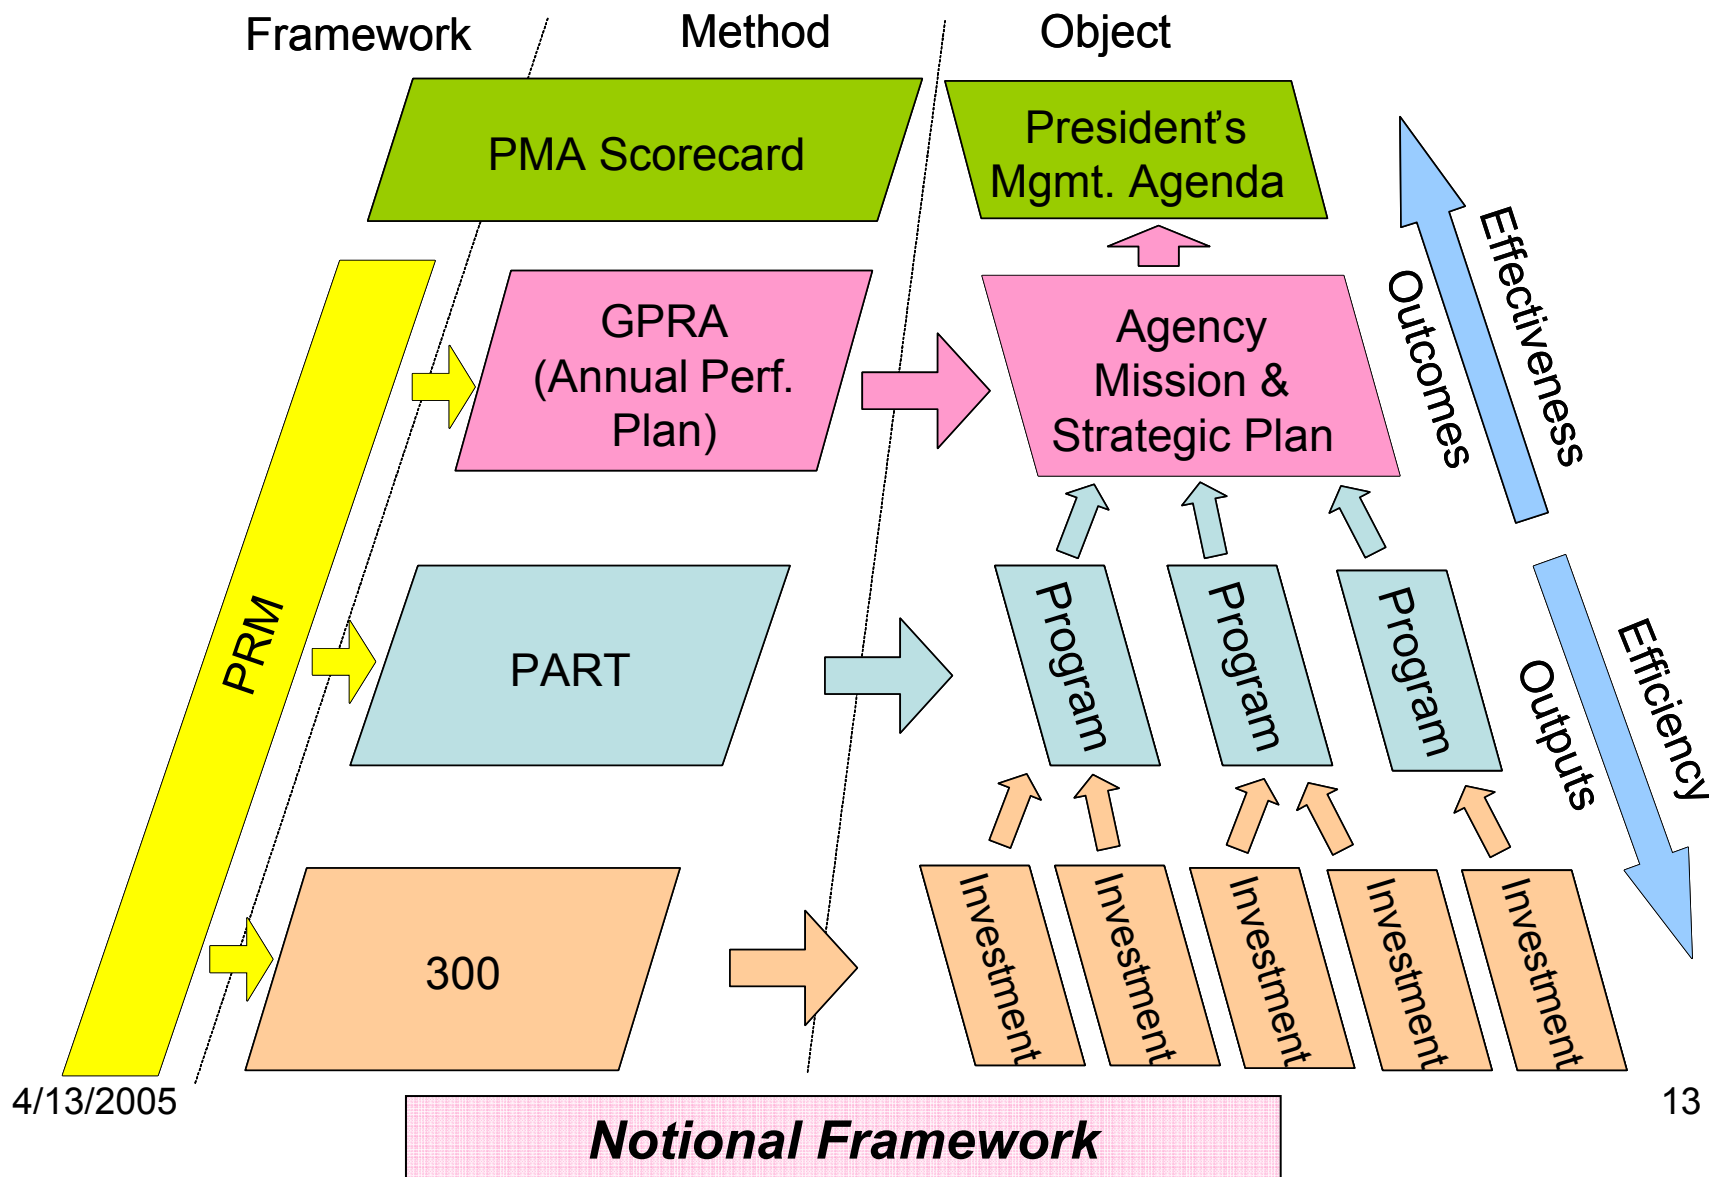 Framework
Method
Object
PMA Scorecard
President's
Mgmt. Agenda
GPRA
(Annual Perf.
Plan)
Agency
Mission &
Strategic Plan
Effectiveness
Outcomes
PRM
PART
Program
Program
Program
Efficiency
Outputs
300
Investment
Investment
Investment
Investment
Investment
4/13/2005
13
Notional Framework